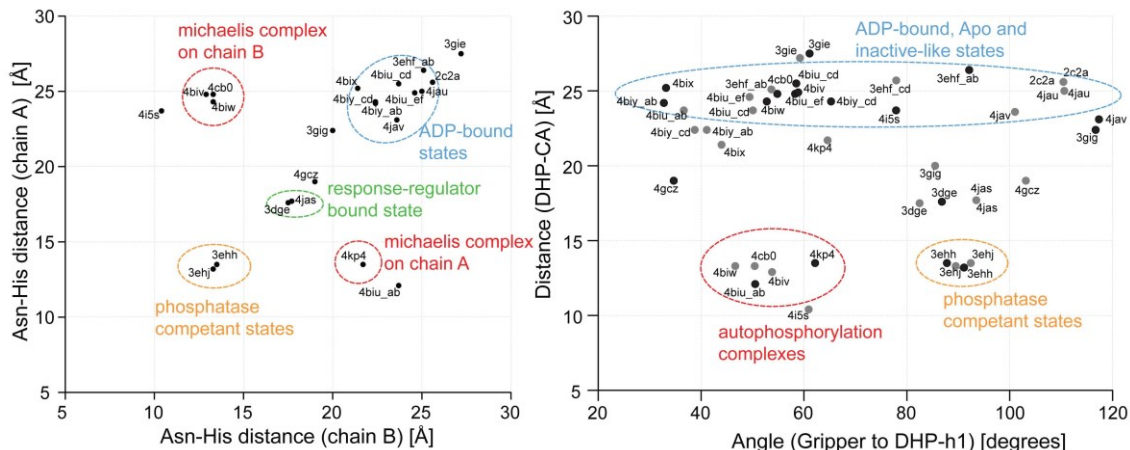 30
25
20
15
10
5
5
10
15
20
25
30
Asn-His distance (chain A) [Å]
Asn-His distance (chain B) [Å]
michaelis complex
on chain B
4biv
4cb0
4biw
4i5s
3gie
3ehf_ab
4biu_cd
2c2a
4bix
4biy_cd
4biu_ef
4jau
4biy_ab
4jav
3gig
ADP-bound
states
4gcz
response-regulator
bound state
4jas
3dge
michaelis complex
on chain A
4kp4
4biu_ab
3ehh
3ehj
phosphatase
competant states
30
25
20
15
10
5
20
40
60
80
100
120
Distance (DHP-CA) [Å]
Angle (Gripper to DHP-h1) [degrees]
ADP-bound, Apo and
inactive-like states
3gie
3gie
4bix
3ehf_ab
4cb0
4biu_cd
3ehf_cd
3ehf_ab
2c2a
2c2a
4biy_ab
4biu_ef
4biv
4jau
4jau
4biu_ab
4biu_cd
4biw
4biu_ef
4biy_cd
4i5s
4jav
4jav
4biy_cd
4biy_ab
4bix
4kp4
3gig
3gig
4gcz
4gcz
3dge
3dge
4jas
4jas
4biw
4cb0
4biv
4kp4
4biu_ab
4i5s
autophosphorylation
complexes
3ehh
3ehj
3ehj
3ehh
phosphatase
competant states